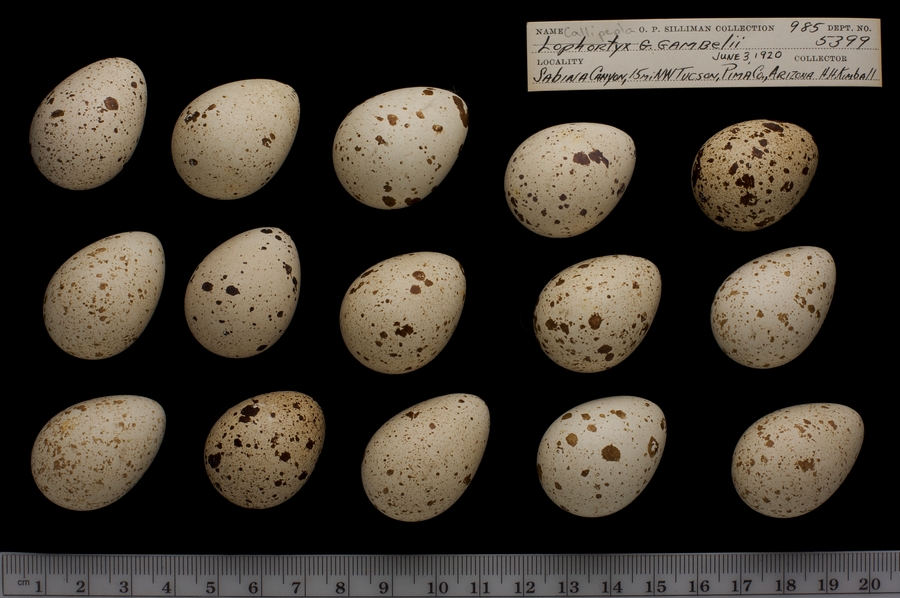 NAME Callipepla O. P. SILLIMAN COLLECTION 985 DEPT. NO.
Lophortyx G. GAMBELII 5399
LOCALITY JUNE 3, 1920 COLLECTOR
SABINA CANYON, 15 mi NW TUCSON, PIMA CO., ARIZONA A.H. Kimball
cm 1 2 3 4 5 6 7 8 9 10 11 12 13 14 15 16 17 18 19 20